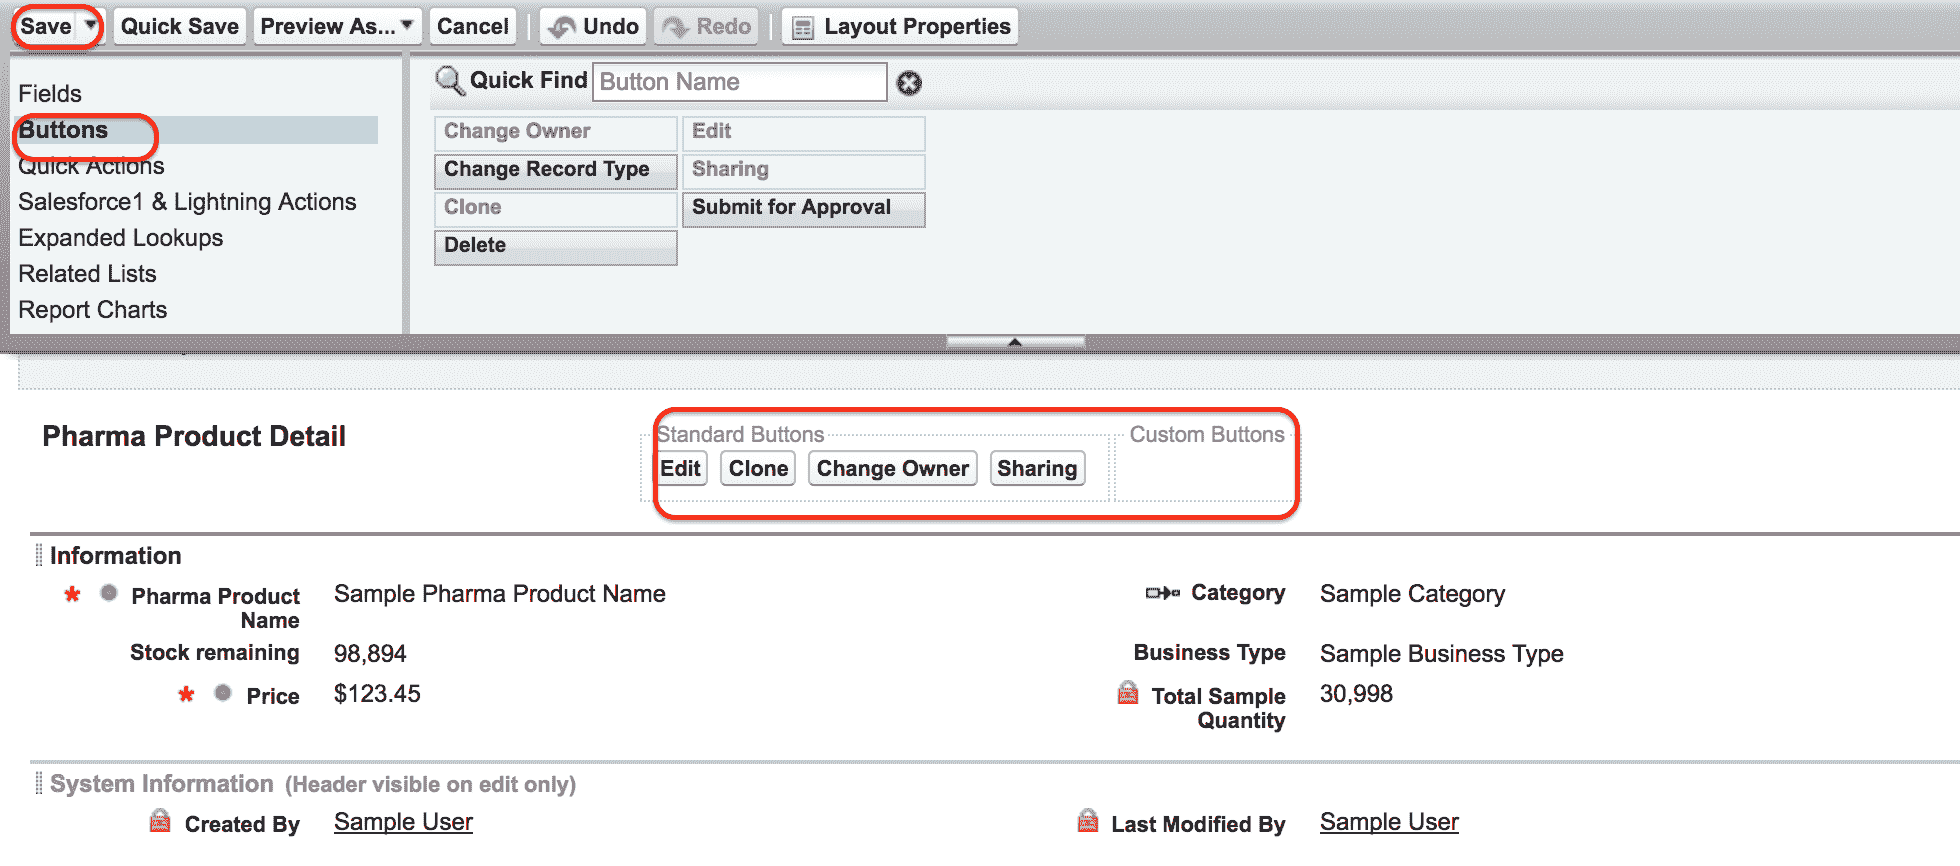 Save Quick Save Preview As... Cancel Undo Redo Layout Properties
Fields
Buttons
Quick Actions
Salesforce1 & Lightning Actions
Expanded Lookups
Related Lists
Report Charts
Quick Find Button Name
Change Owner Edit
Change Record Type Sharing
Clone Submit for Approval
Delete
Pharma Product Detail
Standard Buttons Custom Buttons
Edit Clone Change Owner Sharing
Information
Pharma Product Name Sample Pharma Product Name Category Sample Category
Stock remaining 98,894 Business Type Sample Business Type
* Price $123.45 Total Sample Quantity 30,998
System Information (Header visible on edit only)
Created By Sample User Last Modified By Sample User